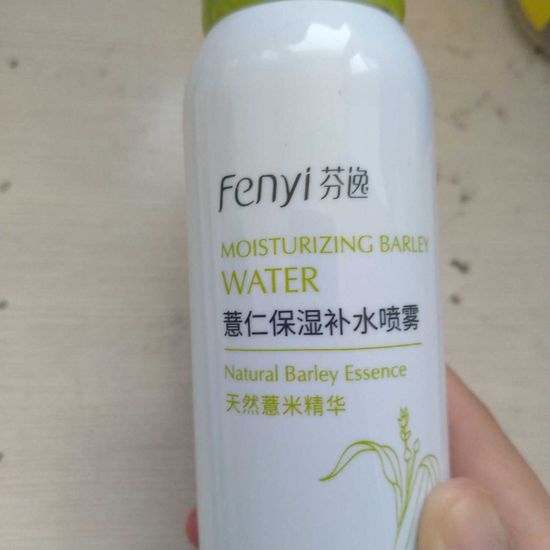 Fenyi 芬逸
MOISTURIZING BARLEY
WATER
薏仁保湿补水喷雾
Natural Barley Essence
天然薏米精华